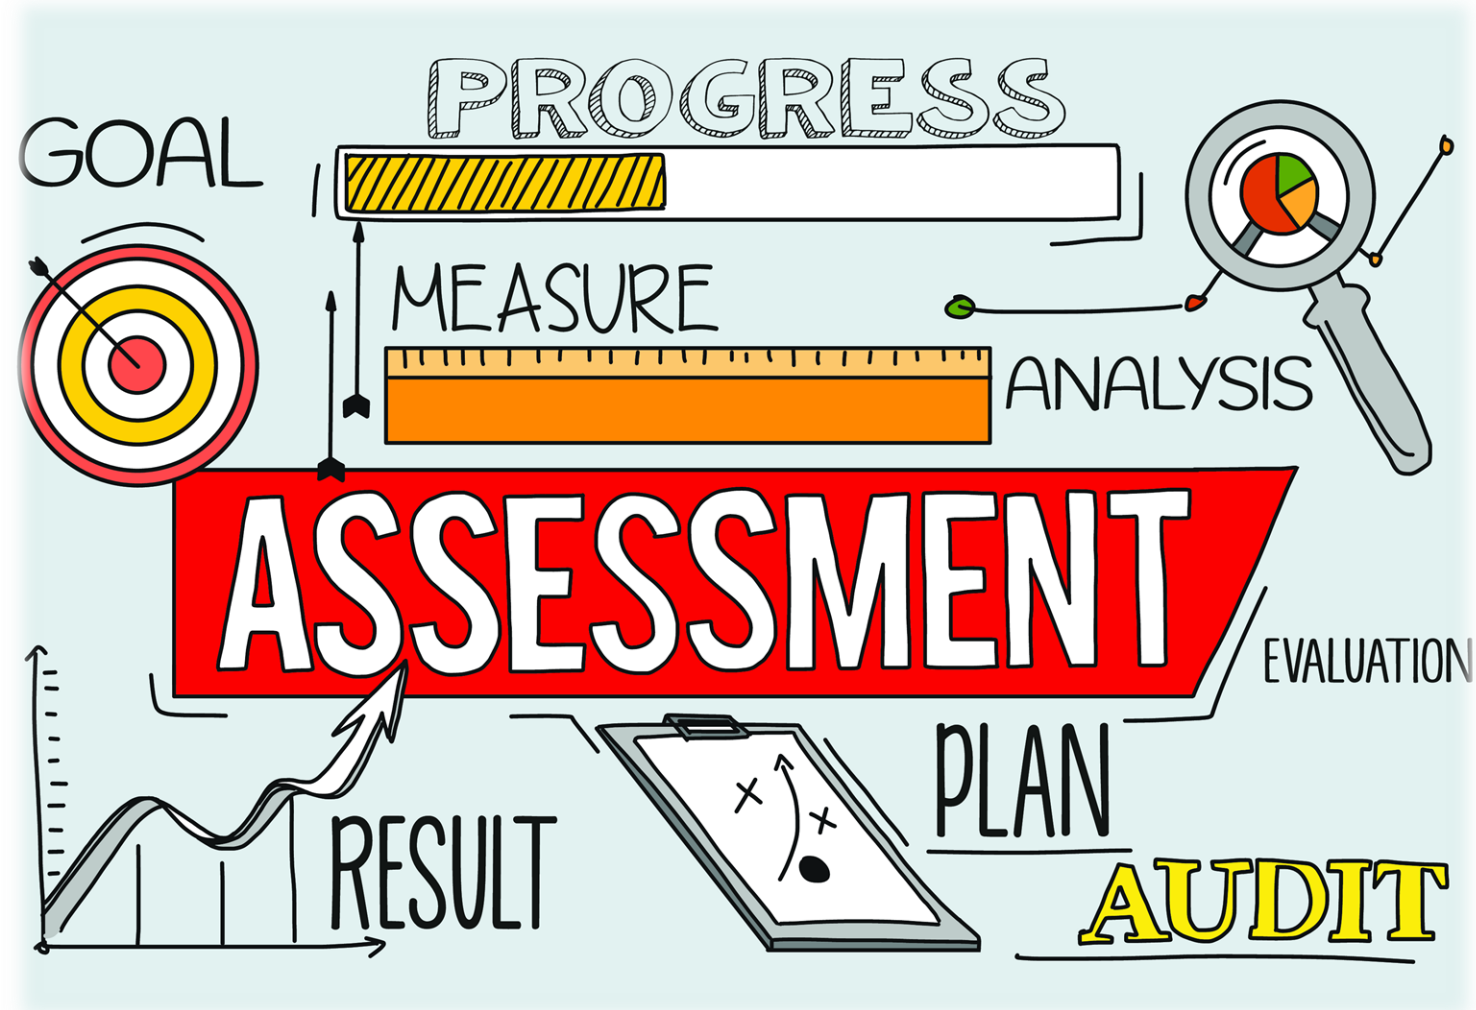 PROGRESS
GOAL
MEASURE
ANALYSIS
ASSESSMENT
EVALUATION
PLAN
RESULT
AUDIT